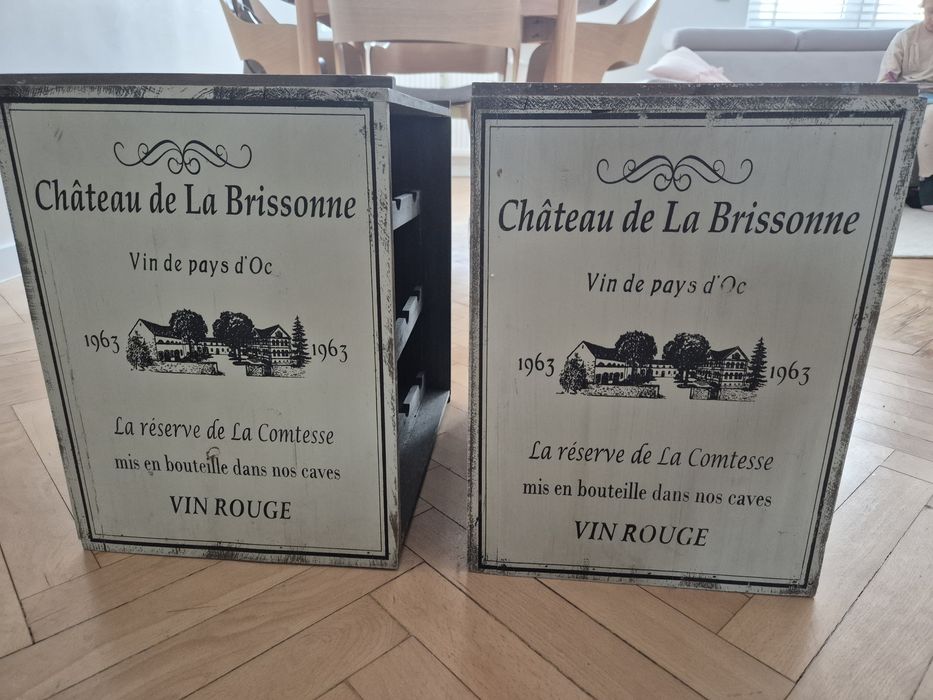 Château de La Brissonne
Vin de pays d'Oc
1963 1963
La réserve de La Comtesse
mis en bouteille dans nos caves
VIN ROUGE
Château de La Brissonne
Vin de pays d'Oc
1963 1963
La réserve de La Comtesse
mis en bouteille dans nos caves
VIN ROUGE